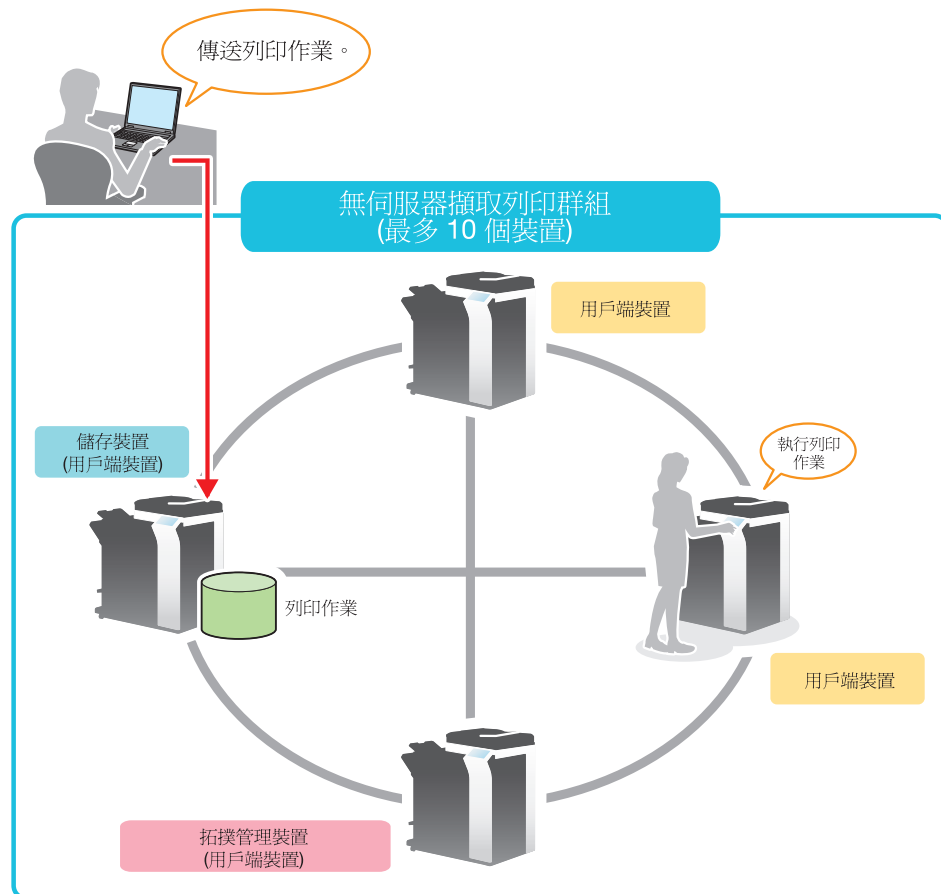 傳送列印作業。
無伺服器擷取列印群組
(最多 10 個裝置)
用戶端裝置
儲存裝置
(用戶端裝置)
執行列印
作業
列印作業
用戶端裝置
拓撲管理裝置
(用戶端裝置)